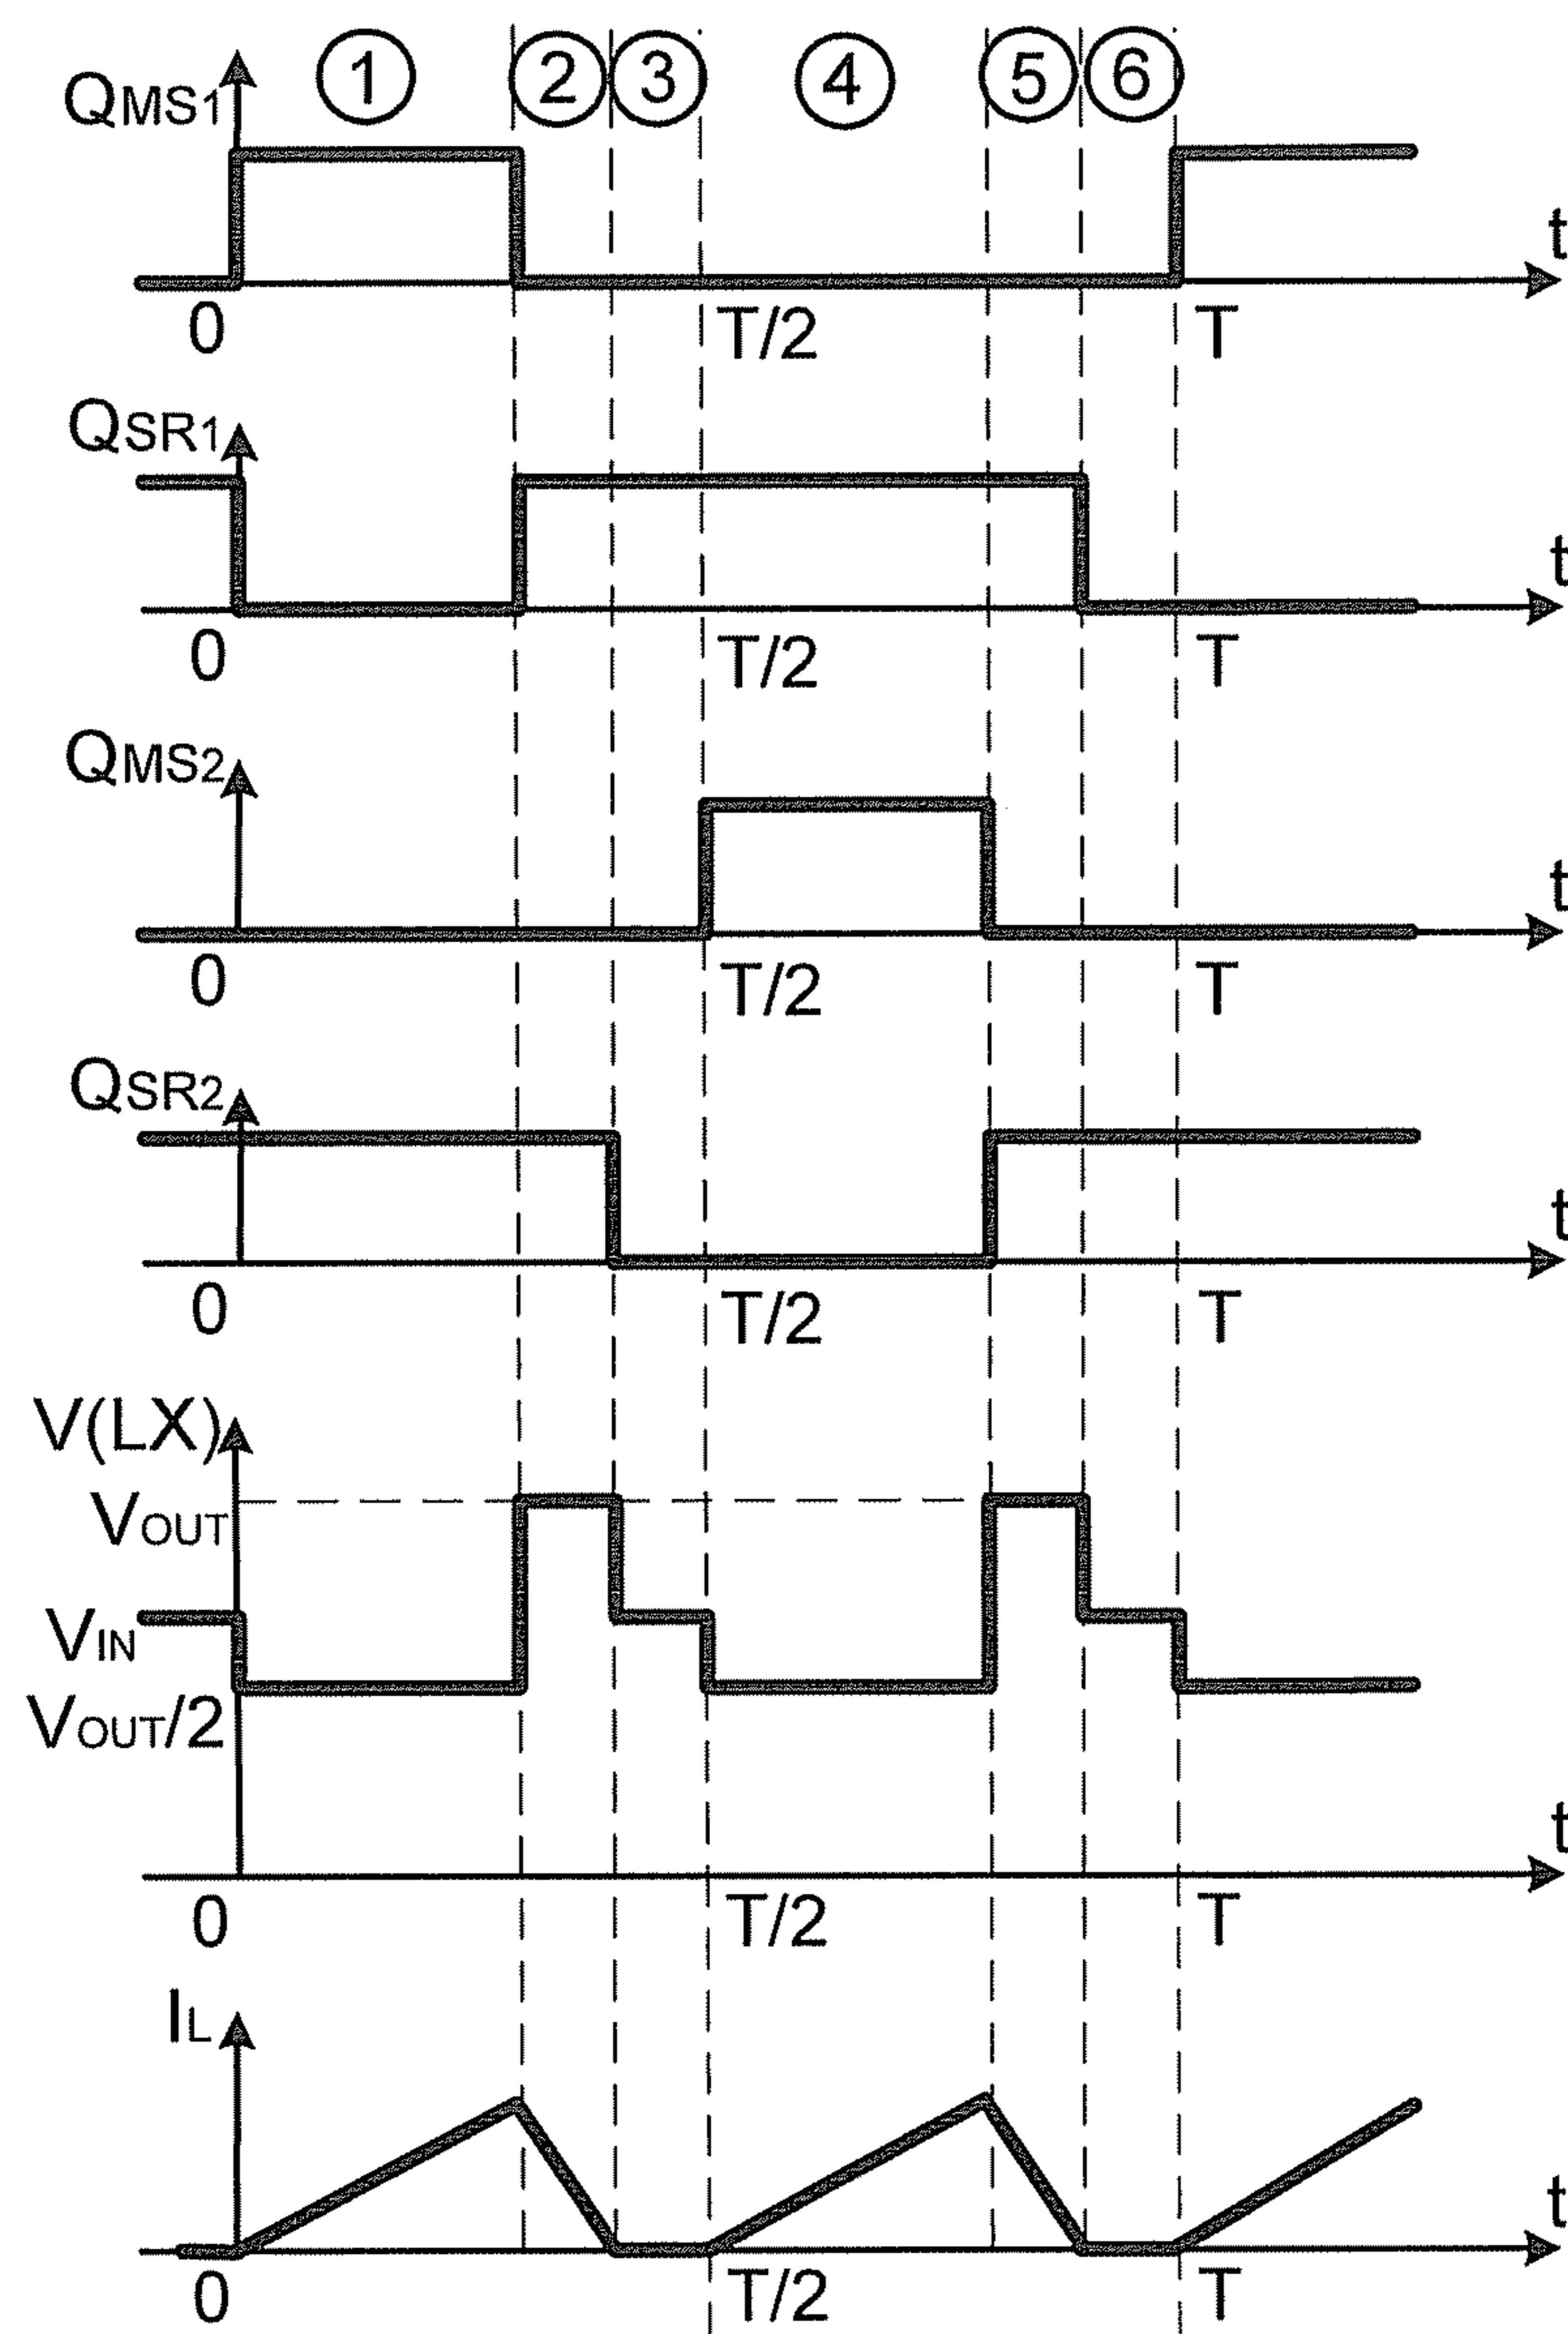 ① ② ③ ④ ⑤ ⑥
QMS1
t
0 T/2 T
QSR1
t
0 T/2 T
QMS2
t
0 T/2 T
QSR2
t
0 T/2 T
V(LX)
VOUT
VIN
VOUT/2
t
0 T/2 T
IL
t
0 T/2 T